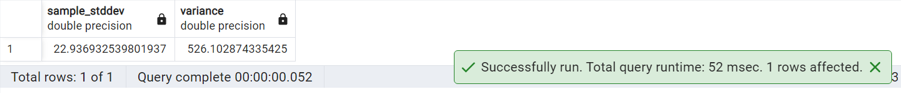 sample_stddev variance
double precision double precision
1 22.936932539801937 526.102874335425
Successfully run. Total query runtime: 52 msec. 1 rows affected.
Total rows: 1 of 1 Query complete 00:00:00.052 3